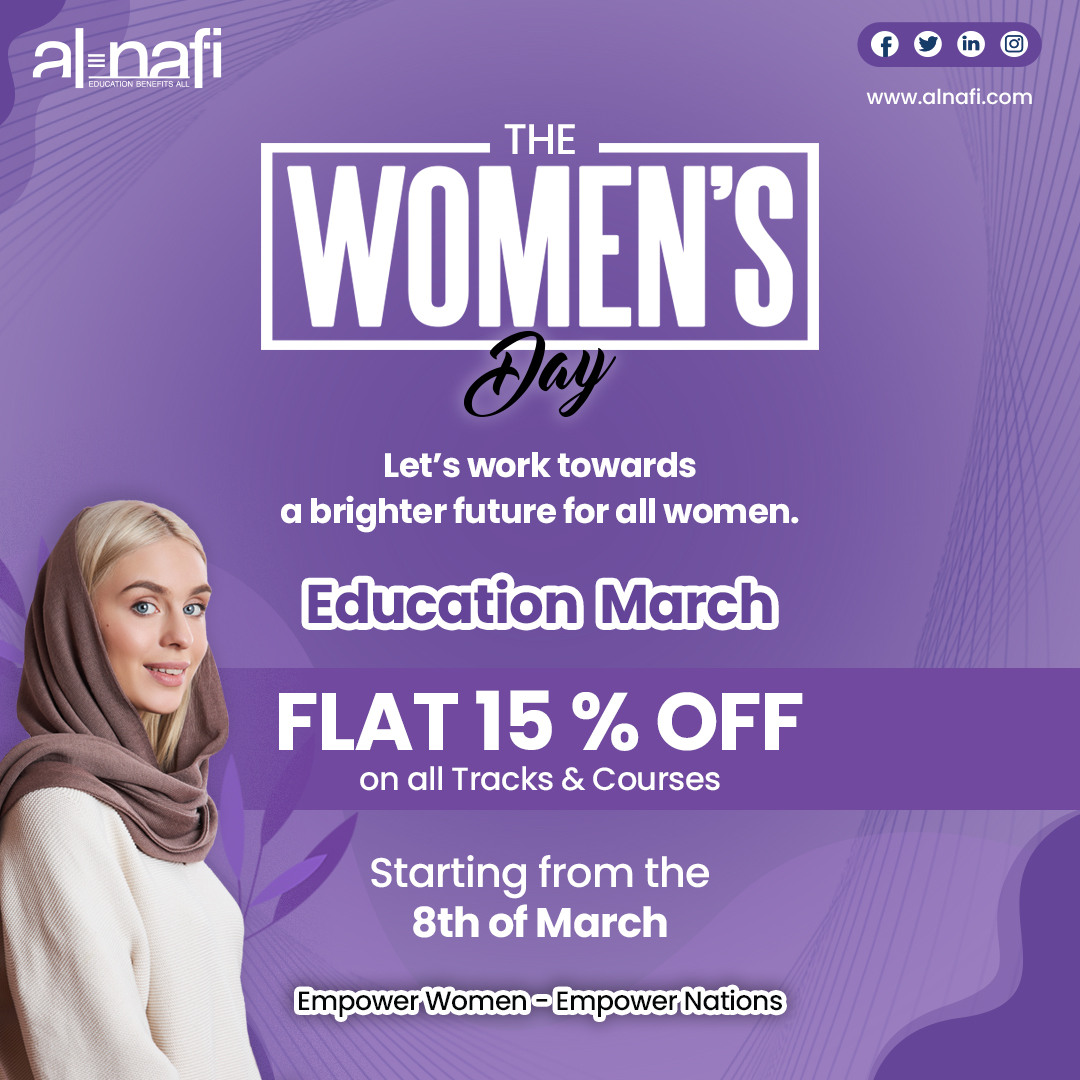 al-nafi
EDUCATION BENEFITS ALL
www.alnafi.com
THE
WOMEN'S
Day
Let's work towards
a brighter future for all women.
Education March
FLAT 15 % OFF
on all Tracks & Courses
Starting from the
8th of March
Empower Women - Empower Nations